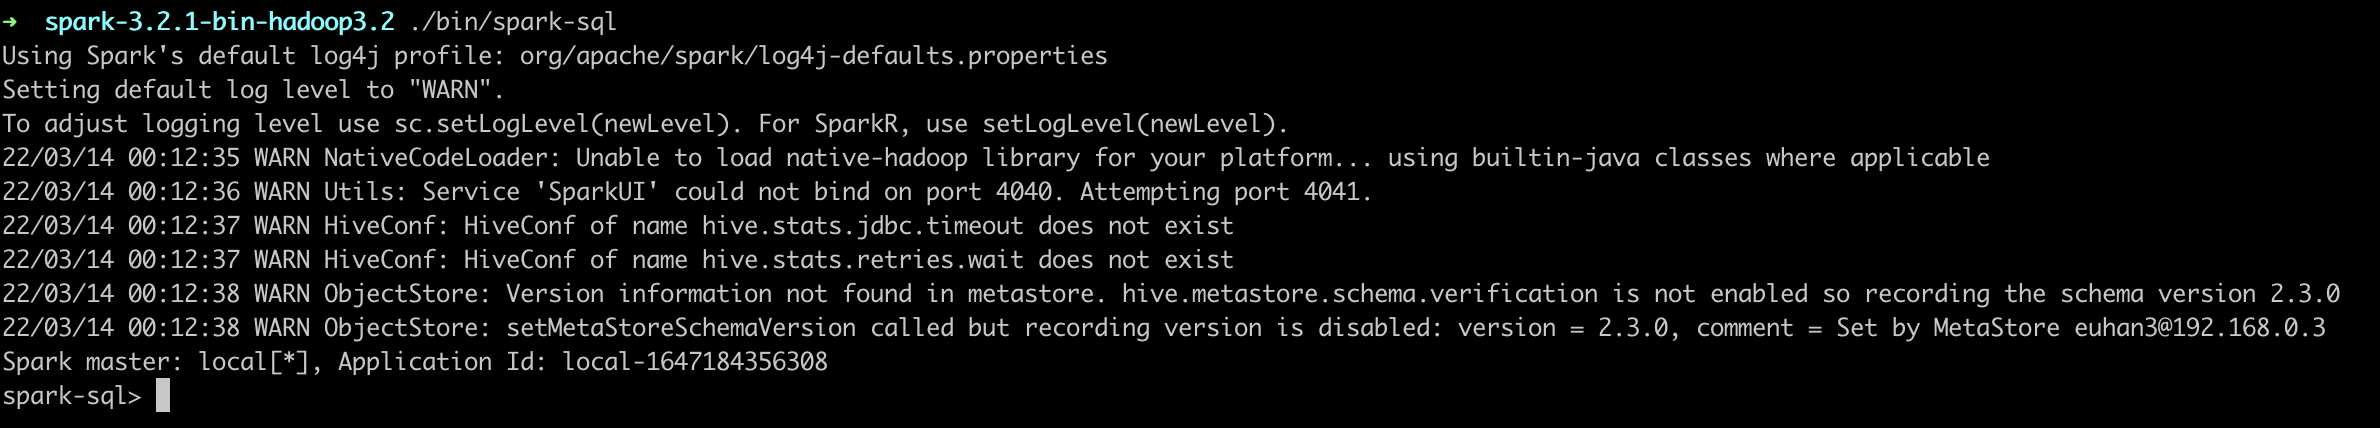 ➜  spark-3.2.1-bin-hadoop3.2 ./bin/spark-sql
Using Spark's default log4j profile: org/apache/spark/log4j-defaults.properties
Setting default log level to "WARN".
To adjust logging level use sc.setLogLevel(newLevel). For SparkR, use setLogLevel(newLevel).
22/03/14 00:12:35 WARN NativeCodeLoader: Unable to load native-hadoop library for your platform... using builtin-java classes where applicable
22/03/14 00:12:36 WARN Utils: Service 'SparkUI' could not bind on port 4040. Attempting port 4041.
22/03/14 00:12:37 WARN HiveConf: HiveConf of name hive.stats.jdbc.timeout does not exist
22/03/14 00:12:37 WARN HiveConf: HiveConf of name hive.stats.retries.wait does not exist
22/03/14 00:12:38 WARN ObjectStore: Version information not found in metastore. hive.metastore.schema.verification is not enabled so recording the schema version 2.3.0
22/03/14 00:12:38 WARN ObjectStore: setMetaStoreSchemaVersion called but recording version is disabled: version = 2.3.0, comment = Set by MetaStore euhan3@192.168.0.3
Spark master: local[*], Application Id: local-1647184356308
spark-sql>